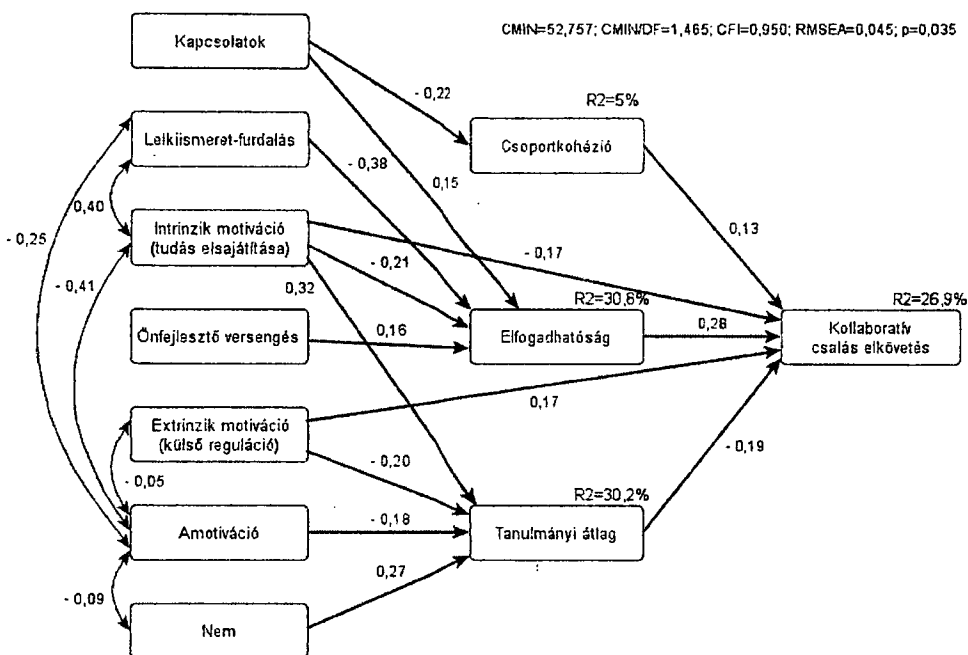 CMIN=52,757; CMIN/DF=1,465; CFI=0,950; RMSEA=0,045; p=0,035
Kapcsolatok
- 0,22
R2=5%
Lelkiismeret-furdalás
Csoportkohézió
- 0,38
0,15
0,40
- 0,25
Intrinzik motiváció
(tudás elsajátítása)
0,13
- 0,17
- 0,21
- 0,41
0,32
R2=30,8%
R2=26,9%
Önfejlesztő versengés
0,16
Elfogadhatóság
0,28
Kollaboratív
csalás elkövetés
Extrinzik motiváció
(külső reguláció)
0,17
- 0,20
- 0,19
- 0,05
R2=30,2%
Amotiváció
- 0,18
Tanulmányi átlag
0,27
- 0,09
Nem